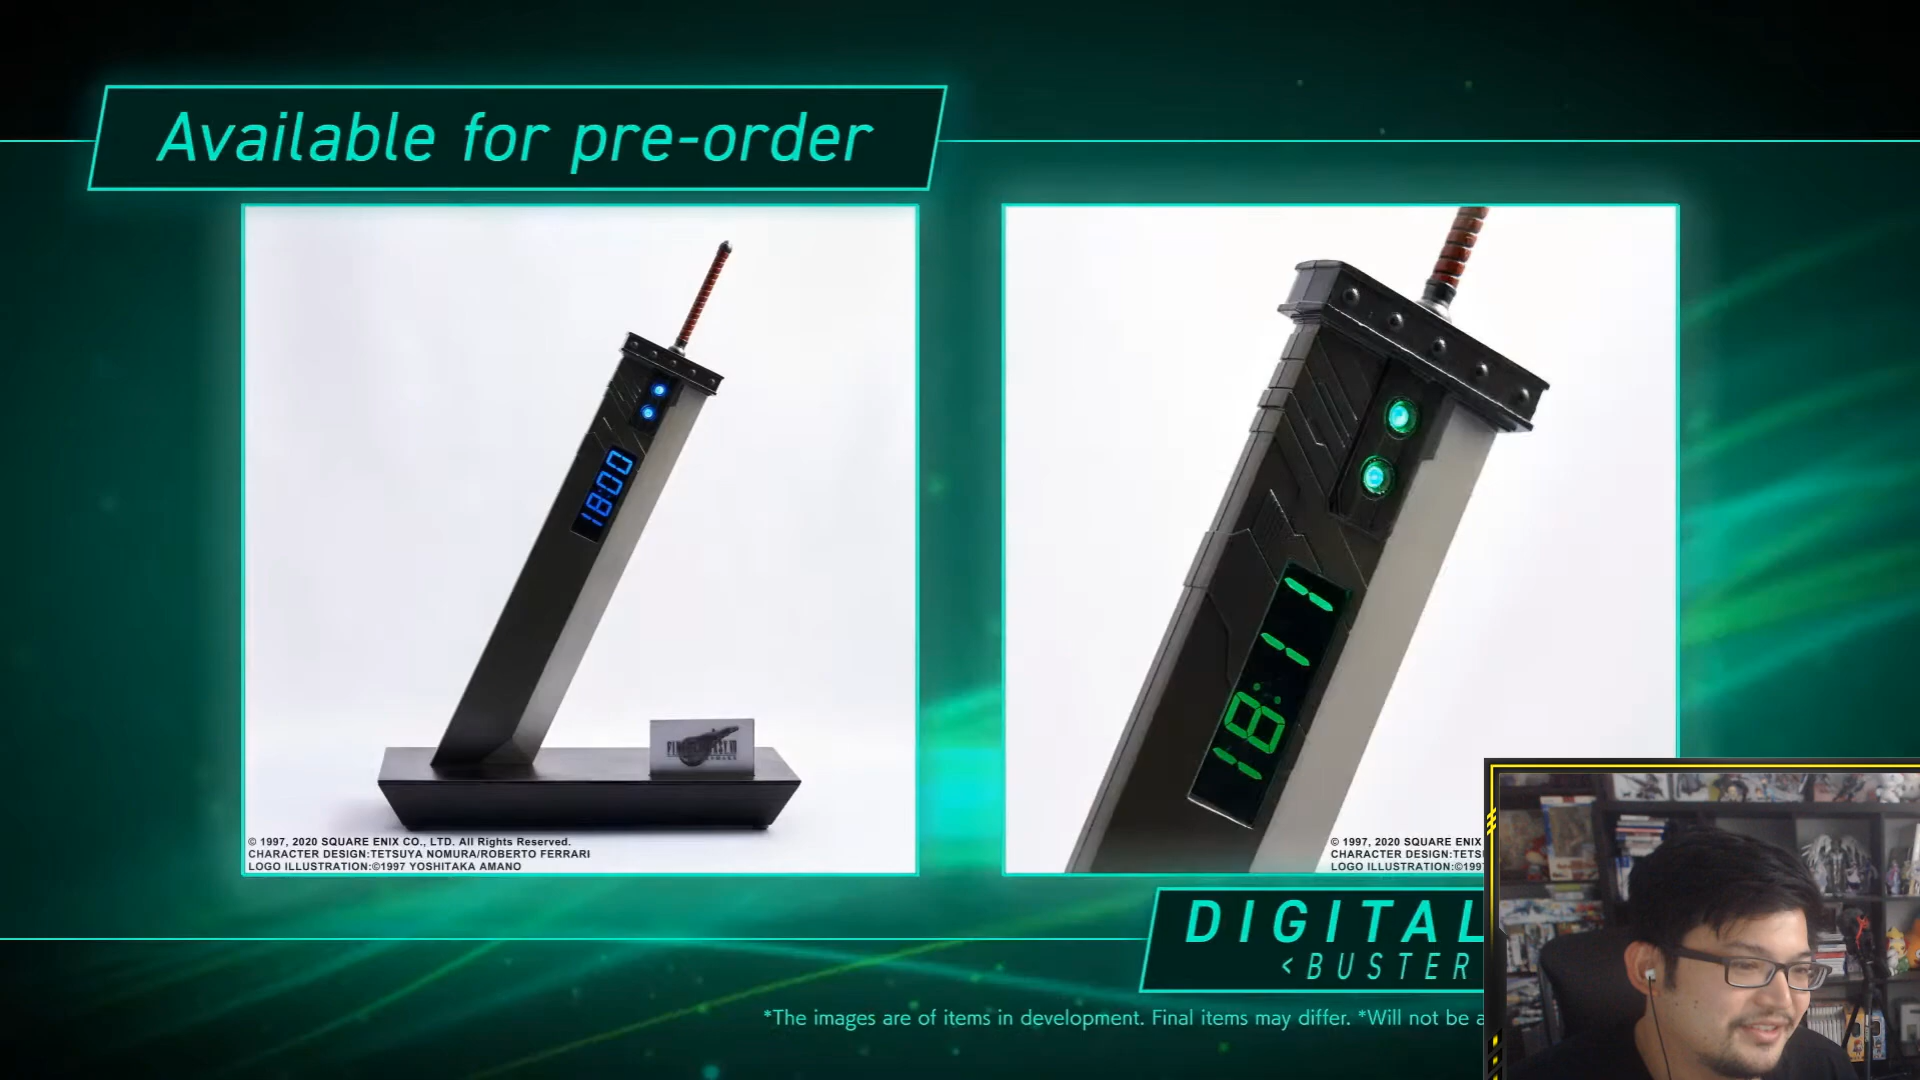 Available for pre-order
18:00
18:11
© 1997, 2020 SQUARE ENIX CO., LTD. All Rights Reserved.
CHARACTER DESIGN:TETSUYA NOMURA/ROBERTO FERRARI
LOGO ILLUSTRATION:©1997 YOSHITAKA AMANO
© 1997, 2020 SQUARE ENIX
CHARACTER DESIGN:TETS
LOGO ILLUSTRATION:©199
DIGITAL
<BUSTER
*The images are of items in development. Final items may differ. *Will not be a